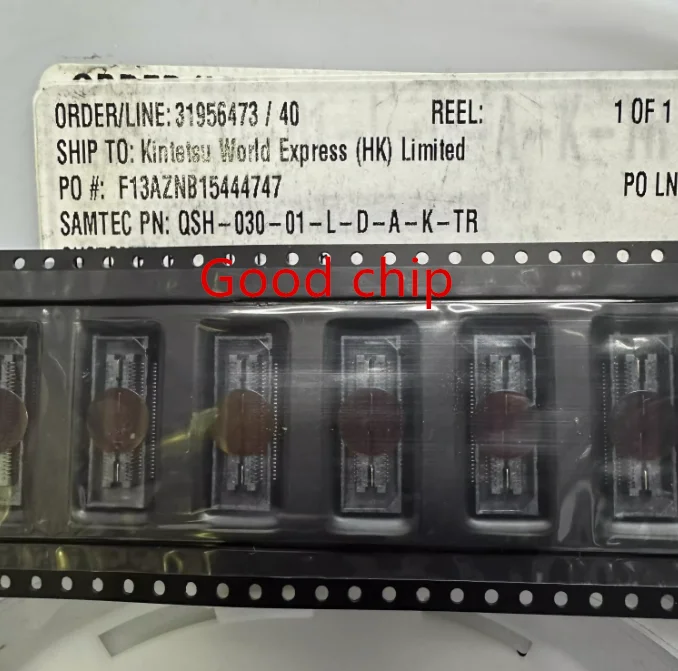 ORDER/LINE: 31956473 / 40 REEL: 1 OF 1
SHIP TO: Kintetsu World Express (HK) Limited
PO #: F13AZNB15444747 PO LN
SAMTEC PN: QSH-030-01-L-D-A-K-TR
Good chip